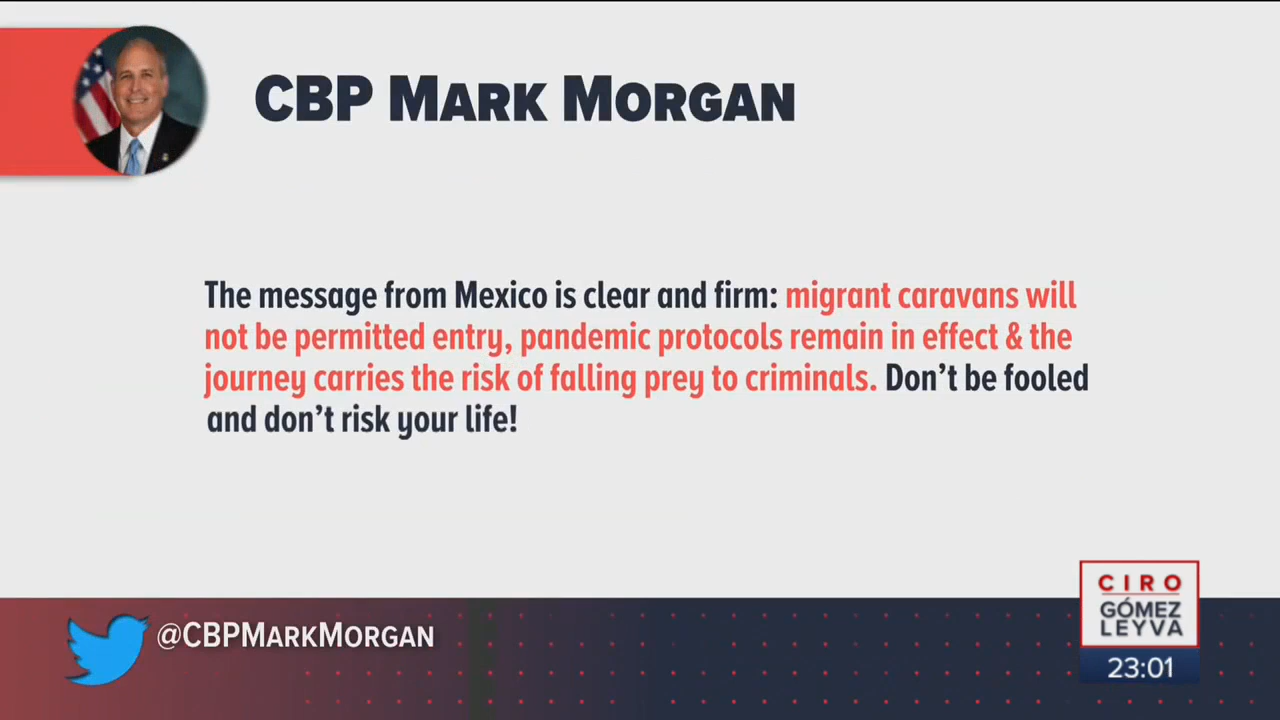 CBP MARK MORGAN
The message from Mexico is clear and firm: migrant caravans will
not be permitted entry, pandemic protocols remain in effect & the
journey carries the risk of falling prey to criminals. Don't be fooled
and don't risk your life!
@CBPMARKMORGAN
CIRO
GÓMEZ
LEYVA
23:01